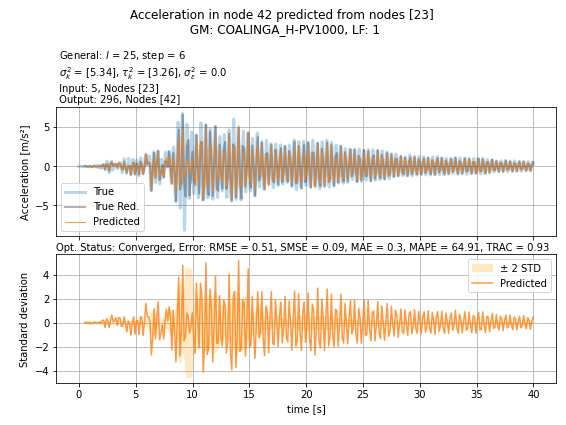 Acceleration in node 42 predicted from nodes [23]
GM: COALINGA_H-PV1000, LF: 1
General: l = 25, step = 6
σ²ₖ = [5.34], τ²ₖ = [3.26], σ²ₑ = 0.0
Input: 5, Nodes [23]
Output: 296, Nodes [42]
Acceleration [m/s²]
5
0
−5
True
True Red.
Predicted
Opt. Status: Converged, Error: RMSE = 0.51, SMSE = 0.09, MAE = 0.3, MAPE = 64.91, TRAC = 0.93
Standard deviation
4
2
0
−2
−4
± 2 STD
Predicted
0 5 10 15 20 25 30 35 40
time [s]